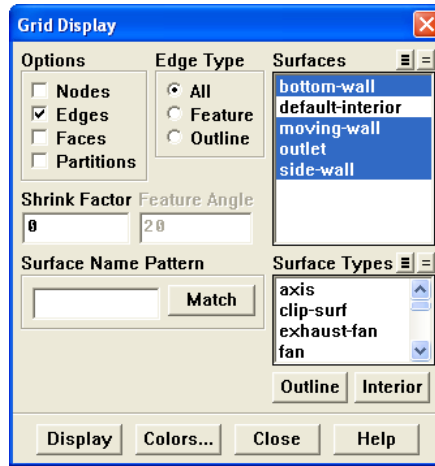 Grid Display
Options
Nodes
Edges
Faces
Partitions
Edge Type
All
Feature
Outline
Surfaces
bottom-wall
default-interior
moving-wall
outlet
side-wall
Shrink Factor
0
Feature Angle
20
Surface Name Pattern
Match
Surface Types
axis
clip-surf
exhaust-fan
fan
Outline
Interior
Display
Colors...
Close
Help